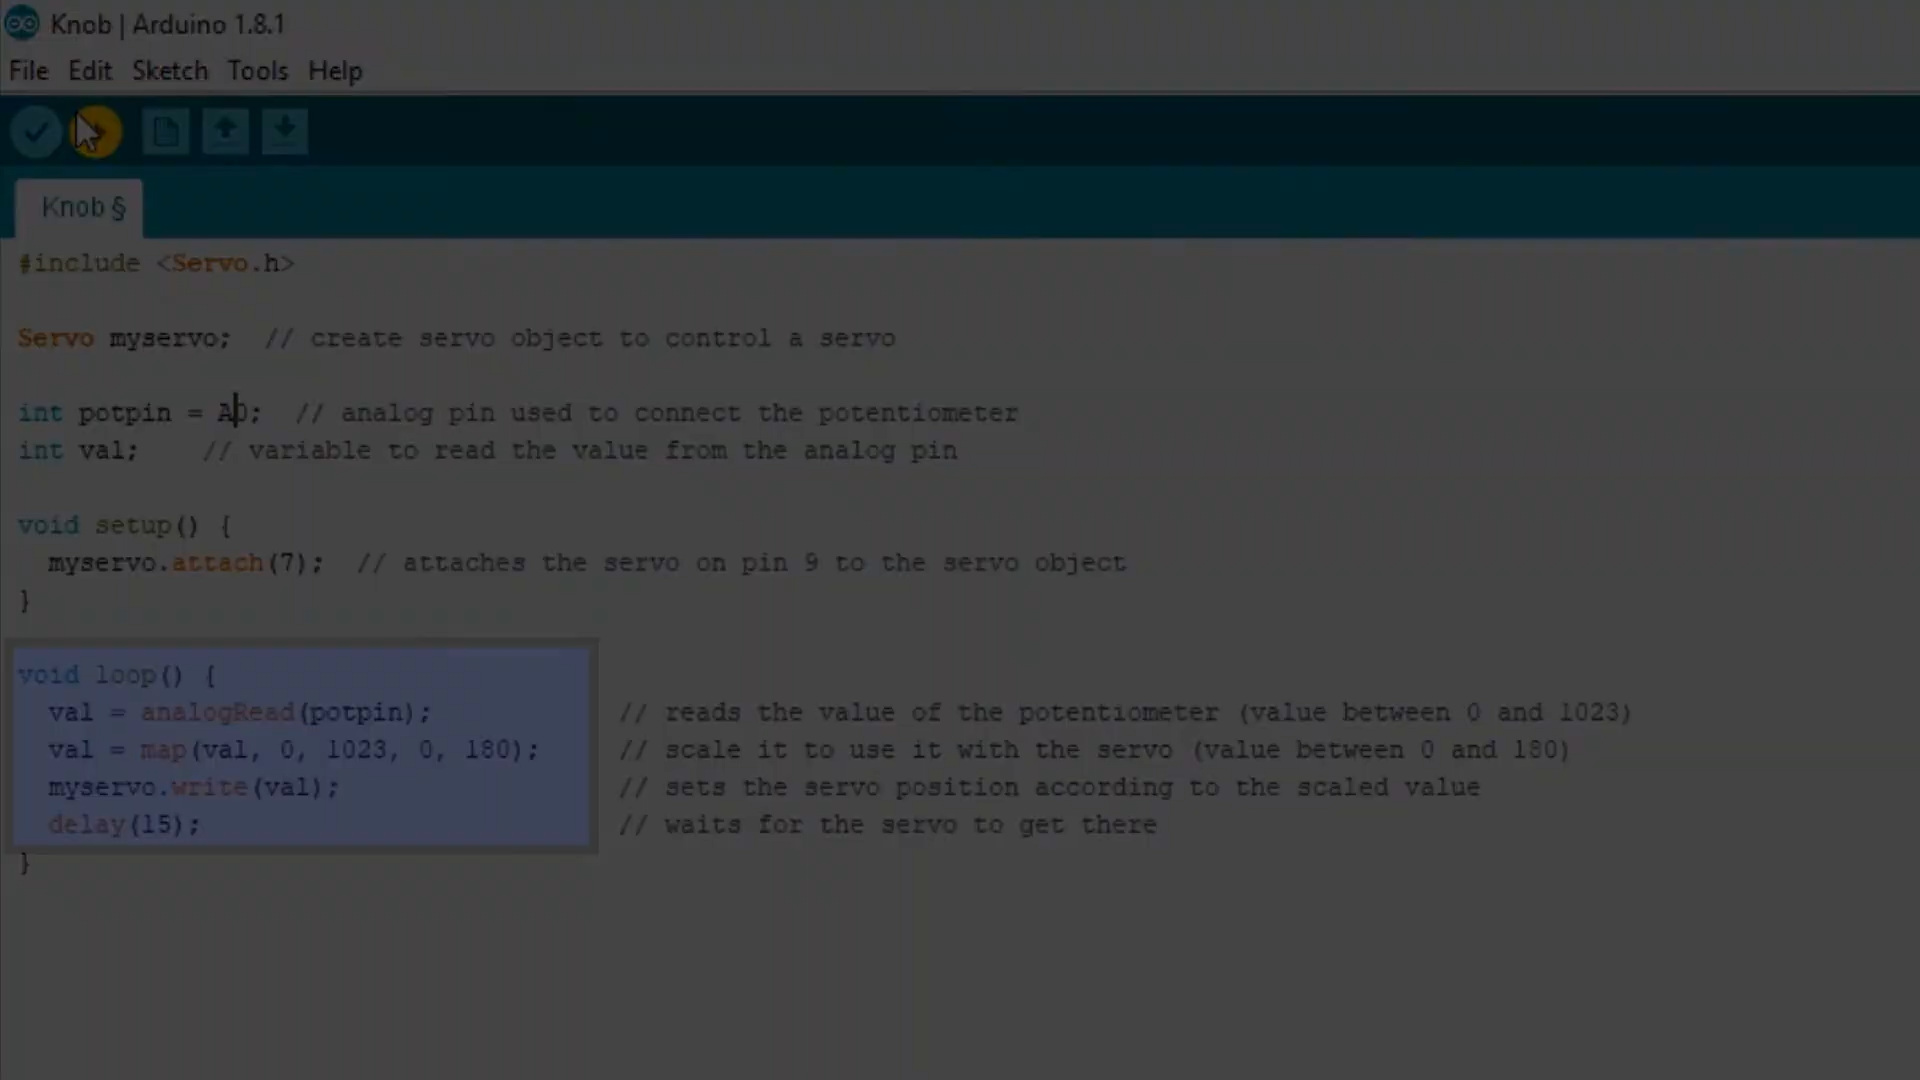 Knob | Arduino 1.8.1
File Edit Sketch Tools Help
Knob §
#include <Servo.h>
Servo myservo;  // create servo object to control a servo
int potpin = A0;  // analog pin used to connect the potentiometer
int val;    // variable to read the value from the analog pin
void setup() {
  myservo.attach(7);  // attaches the servo on pin 9 to the servo object
}
void loop() {
  val = analogRead(potpin);            // reads the value of the potentiometer (value between 0 and 1023)
  val = map(val, 0, 1023, 0, 180);     // scale it to use it with the servo (value between 0 and 180)
  myservo.write(val);                  // sets the servo position according to the scaled value
  delay(15);                           // waits for the servo to get there
}